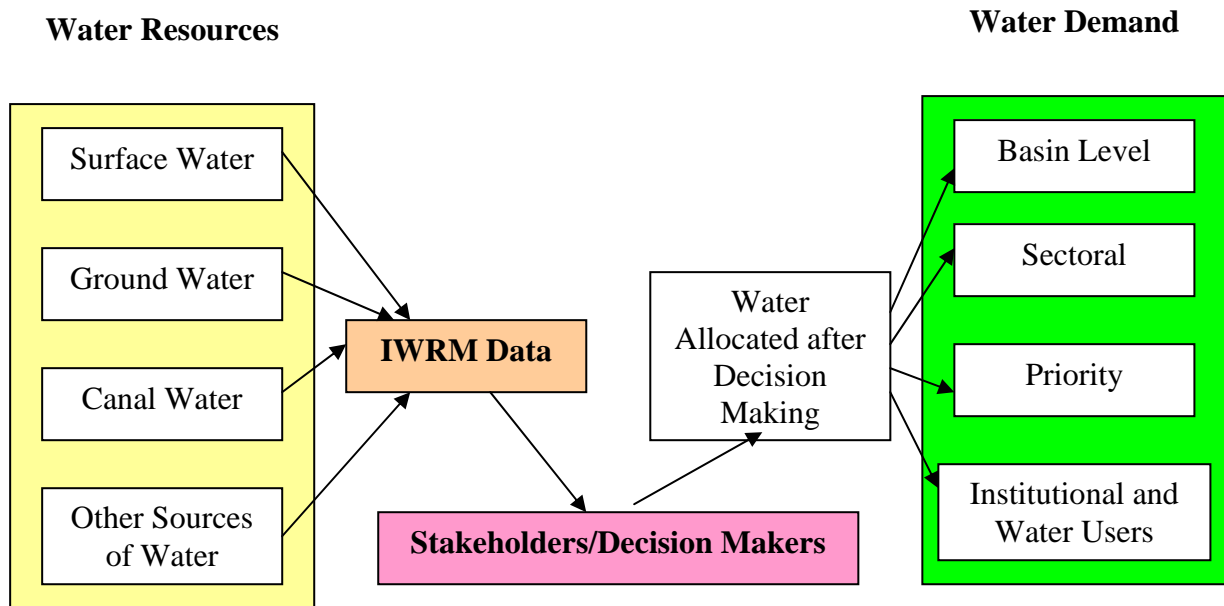 Water Resources
Water Demand
Surface Water
Ground Water
Canal Water
Other Sources
of Water
IWRM Data
Stakeholders/Decision Makers
Water
Allocated after
Decision
Making
Basin Level
Sectoral
Priority
Institutional and
Water Users